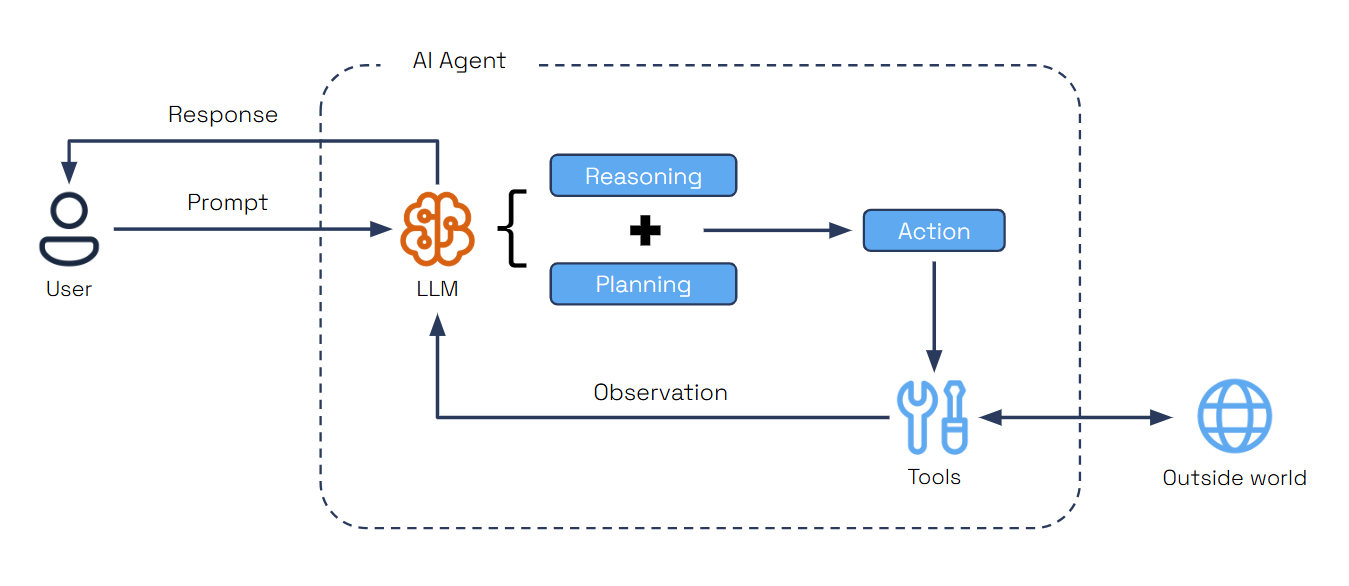 AI Agent
Response
Reasoning
Prompt
Action
Planning
User
LLM
Observation
Tools
Outside world